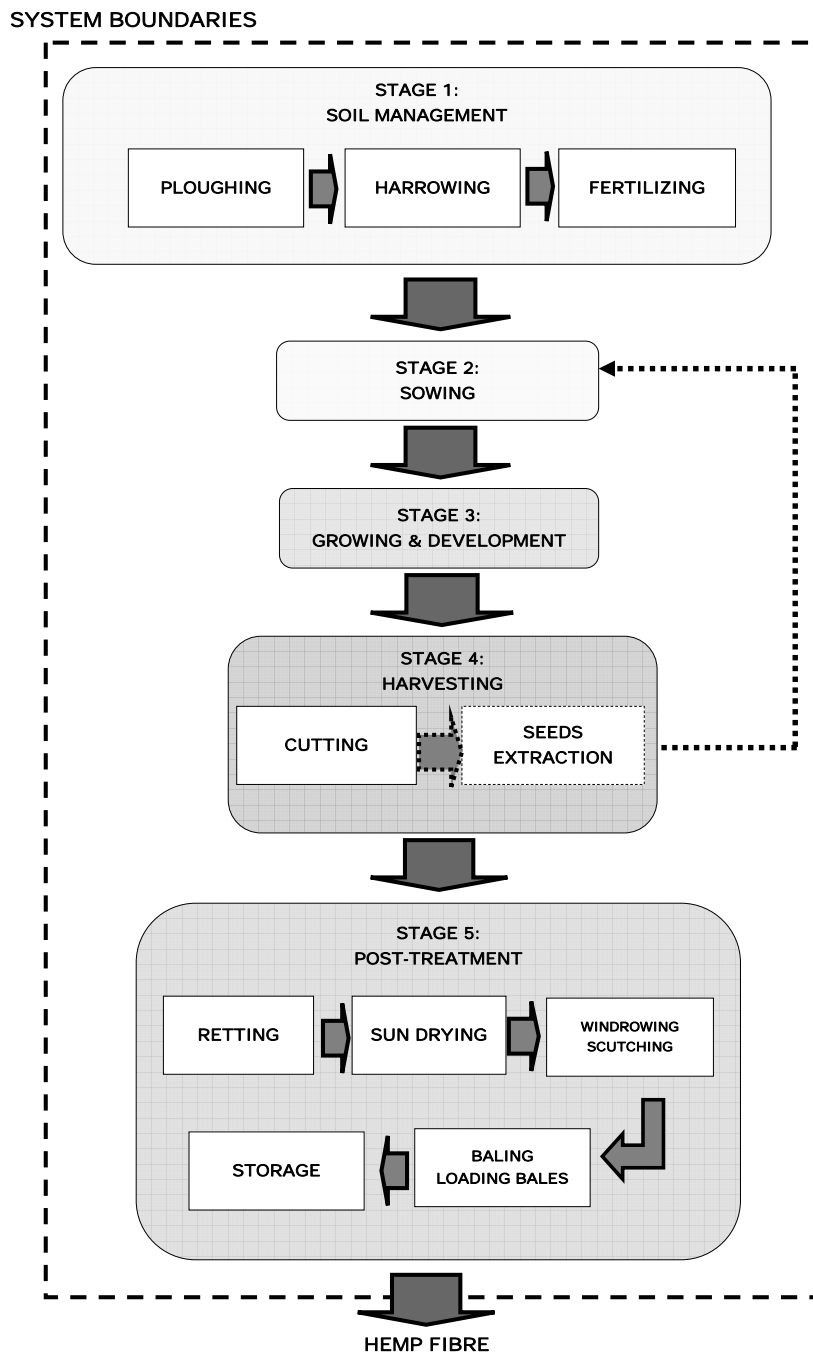 SYSTEM BOUNDARIES
STAGE 1:
SOIL MANAGEMENT
PLOUGHING
HARROWING
FERTILIZING
STAGE 2:
SOWING
STAGE 3:
GROWING & DEVELOPMENT
STAGE 4:
HARVESTING
CUTTING
SEEDS
EXTRACTION
STAGE 5:
POST-TREATMENT
RETTING
SUN DRYING
WINDROWING
SCUTCHING
STORAGE
BALING
LOADING BALES
HEMP FIBRE